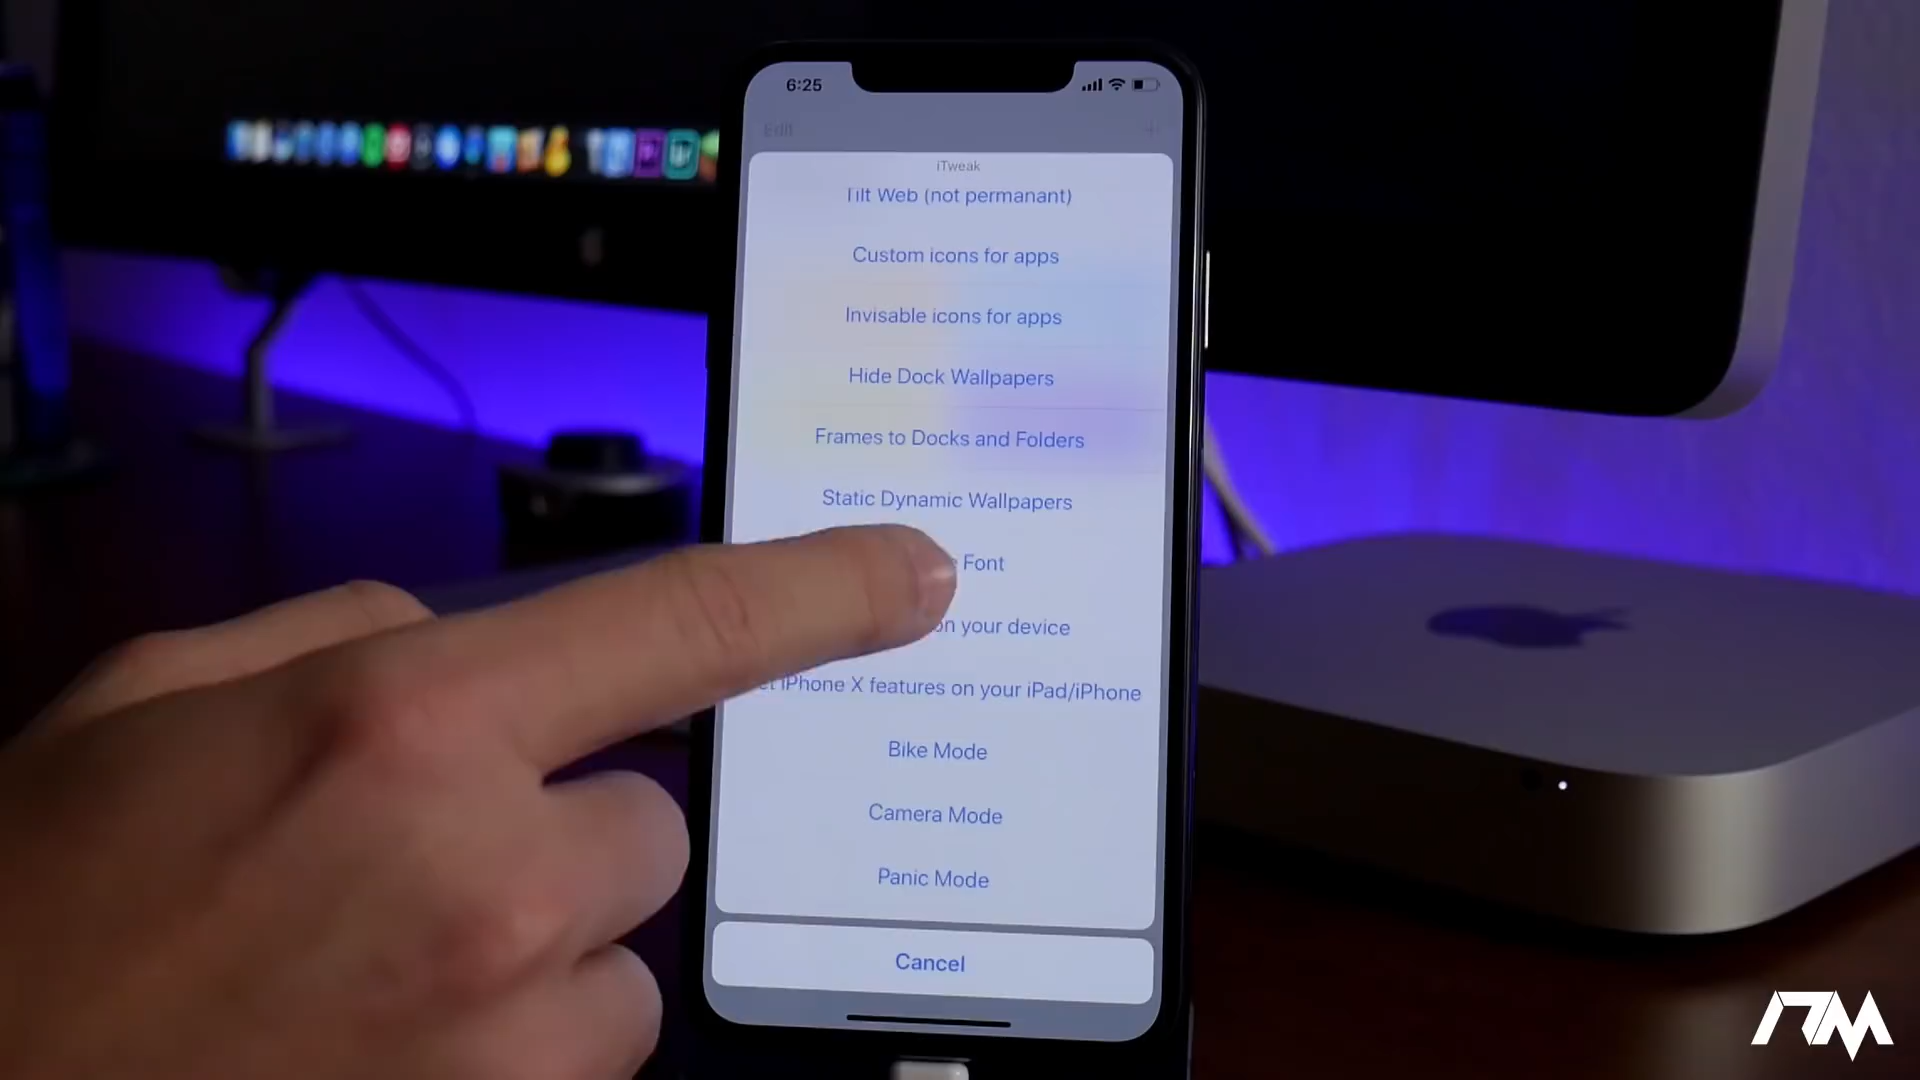 6:25
Edit
iTweak
Tilt Web (not permanant)
Custom icons for apps
Invisable icons for apps
Hide Dock Wallpapers
Frames to Docks and Folders
Static Dynamic Wallpapers
Font
on your device
iPhone X features on your iPad/iPhone
Bike Mode
Camera Mode
Panic Mode
Cancel